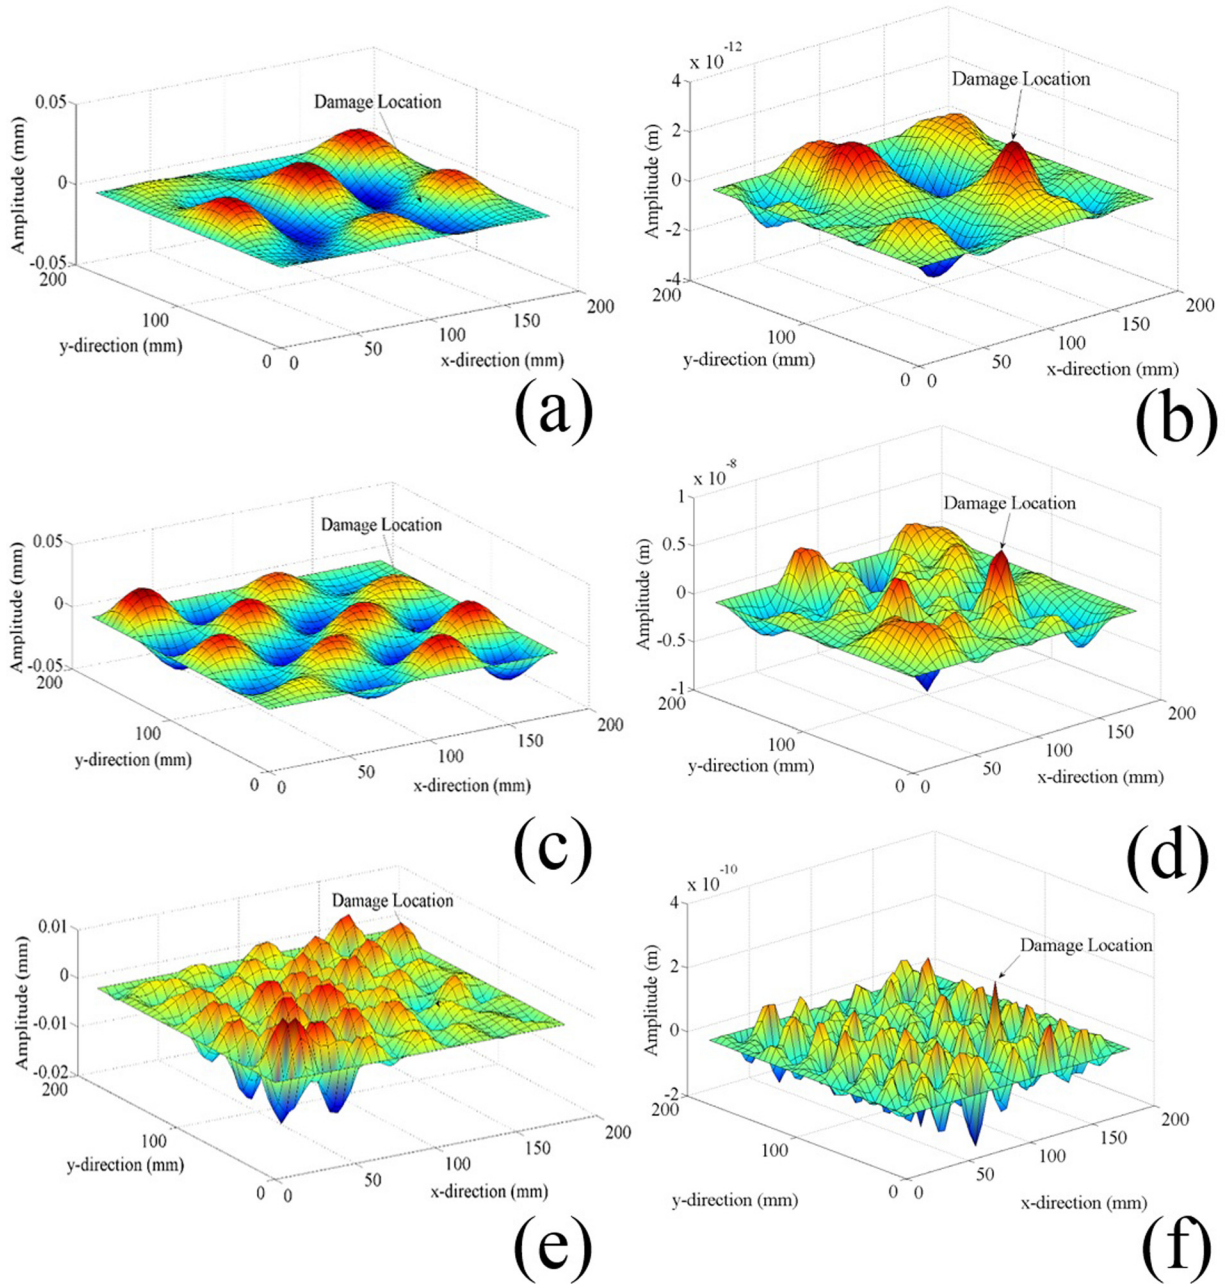 Damage Location
0.05
0
-0.05
Amplitude (mm)
200
100
0
y-direction (mm)
0
50
100
150
200
x-direction (mm)
(a)
x 10 -12
Damage Location
4
2
0
-2
-4
Amplitude (m)
200
100
0
y-direction (mm)
0
50
100
150
200
x-direction (mm)
(b)
Damage Location
0.05
0
-0.05
Amplitude (mm)
200
100
0
y-direction (mm)
0
50
100
150
200
x-direction (mm)
(c)
x 10 -8
Damage Location
1
0.5
0
-0.5
-1
Amplitude (m)
200
100
0
y-direction (mm)
0
50
100
150
200
x-direction (mm)
(d)
Damage Location
0.01
0
-0.01
-0.02
Amplitude (mm)
200
100
0
y-direction (mm)
0
50
100
150
200
x-direction (mm)
(e)
x 10 -10
Damage Location
4
2
0
-2
Amplitude (m)
200
100
0
y-direction (mm)
0
50
100
150
200
x-direction (mm)
(f)